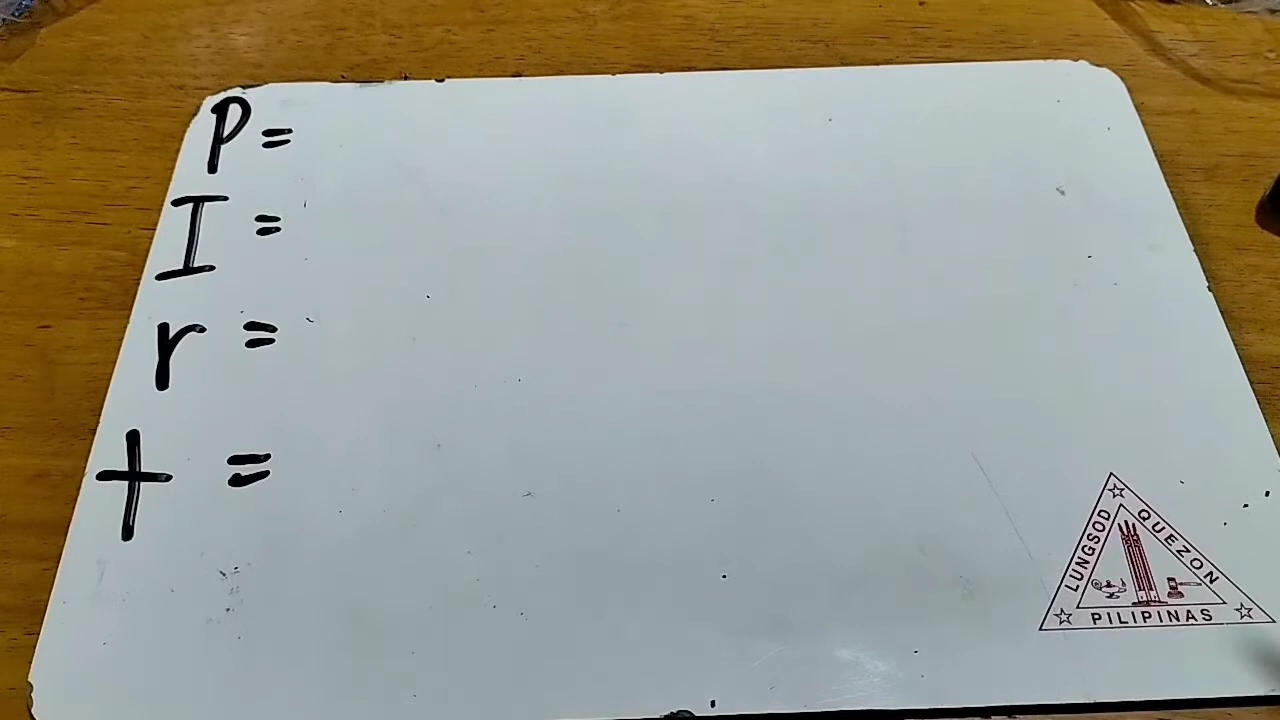 P=
I =
r =
t =
LUNGSOD QUEZON
PILIPINAS